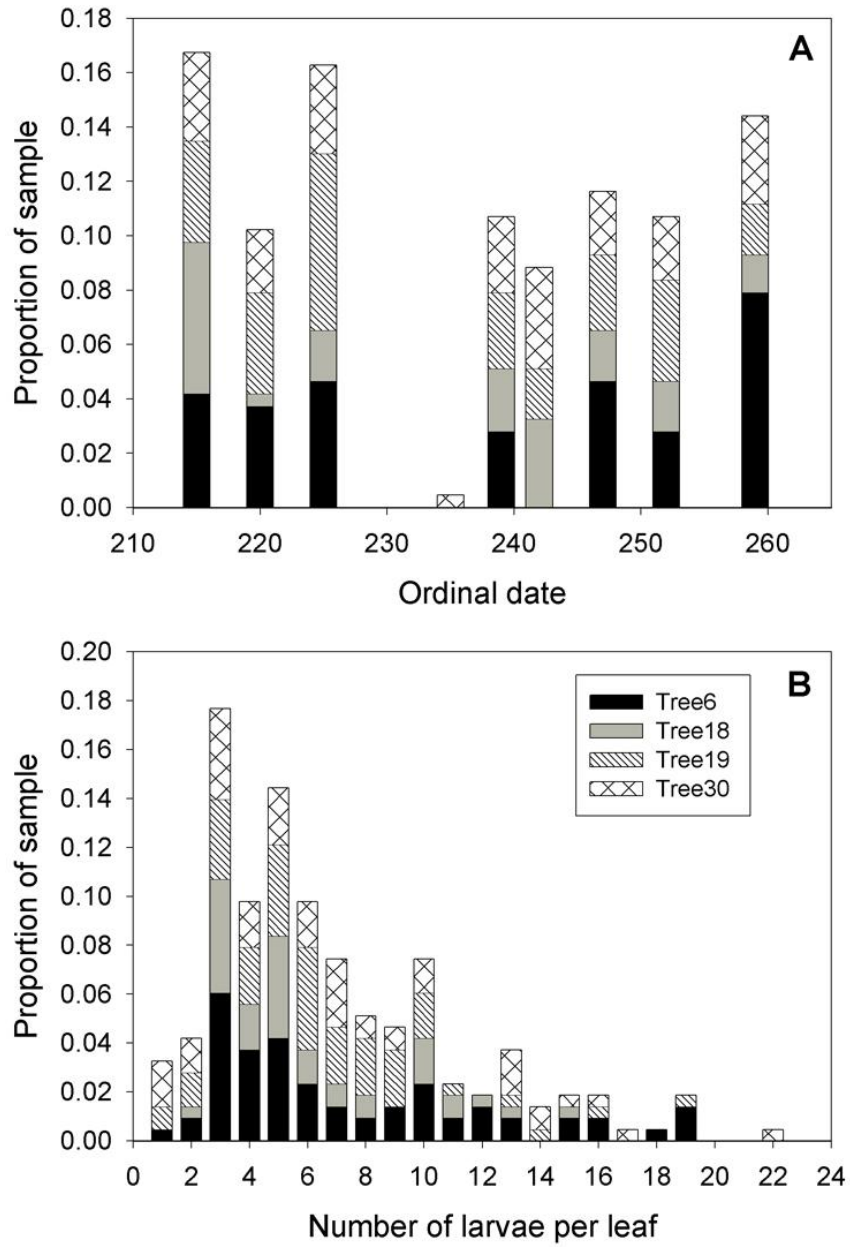 A
Proportion of sample
0.18
0.16
0.14
0.12
0.10
0.08
0.06
0.04
0.02
0.00
210 220 230 240 250 260
Ordinal date
B
Proportion of sample
0.20
0.18
0.16
0.14
0.12
0.10
0.08
0.06
0.04
0.02
0.00
Tree6
Tree18
Tree19
Tree30
0 2 4 6 8 10 12 14 16 18 20 22 24
Number of larvae per leaf